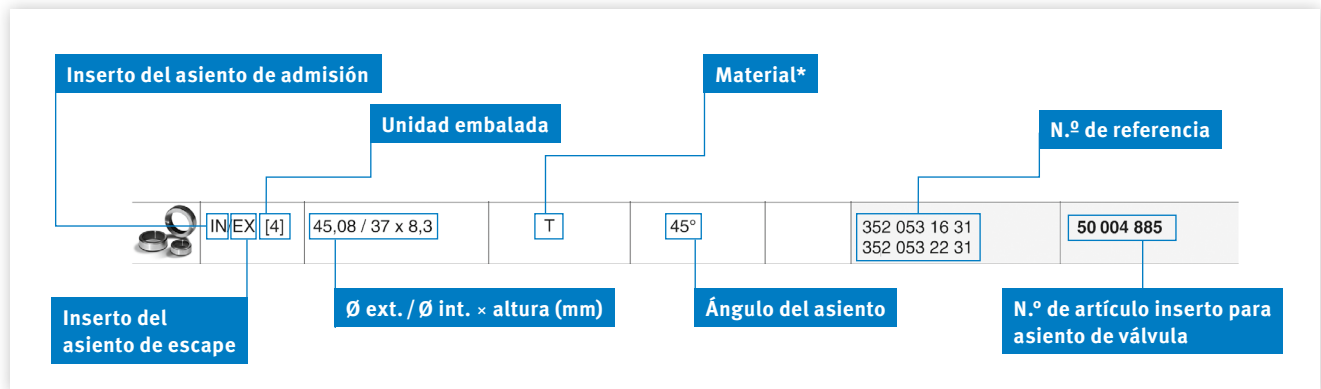 Inserto del asiento de admisión
Material*
Unidad embalada
N.º de referencia
IN/EX [4]
45,08 / 37 x 8,3
T
45°
352 053 16 31
352 053 22 31
50 004 885
Inserto del
asiento de escape
Ø ext. / Ø int. × altura (mm)
Ángulo del asiento
N.° de artículo inserto para
asiento de válvula